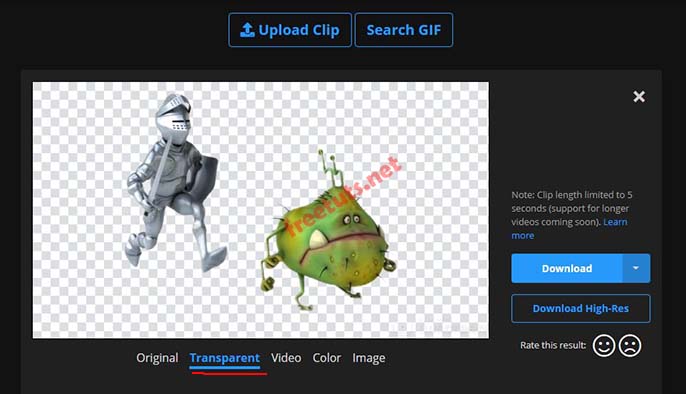 Upload Clip
Search GIF
freetuts.net
Note: Clip length limited to 5
seconds (support for longer
videos coming soon). Learn
more
Download
Download High-Res
Rate this result:
Original Transparent Video Color Image